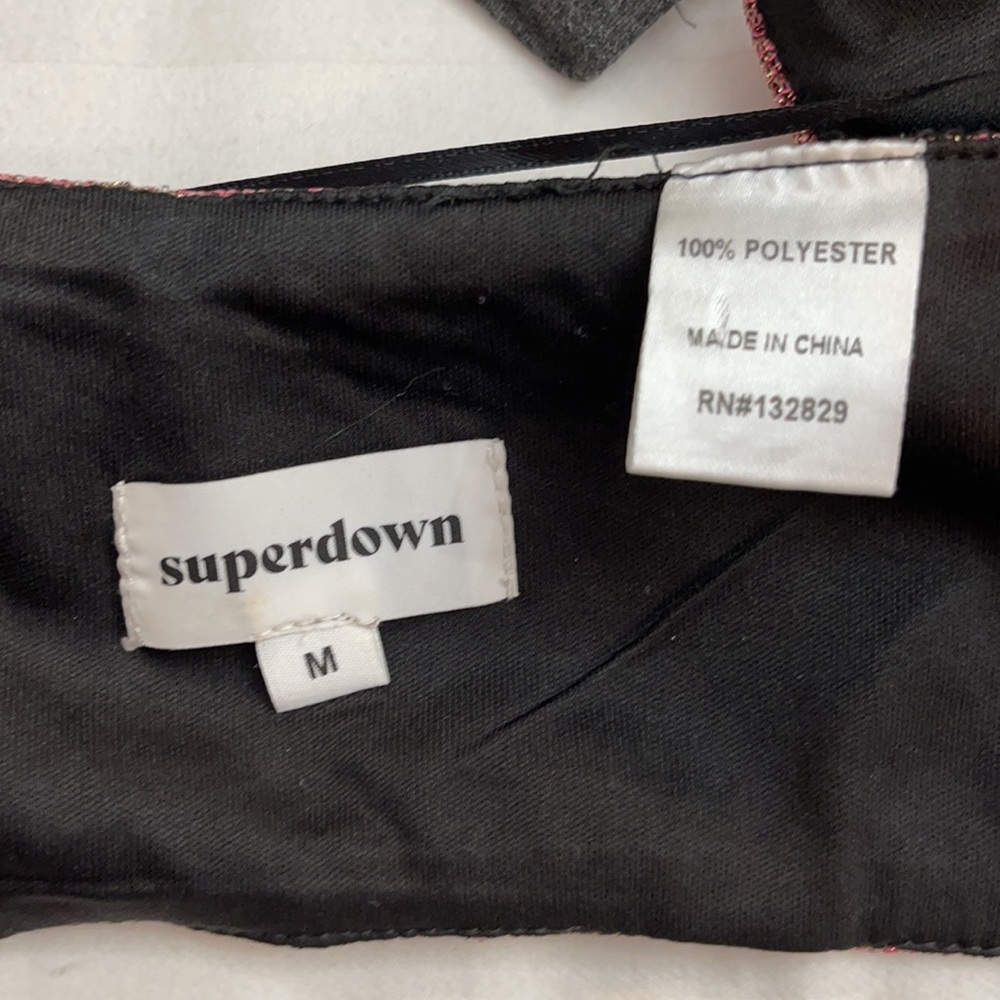 100% POLYESTER
MADE IN CHINA
RN#132829
superdown
M